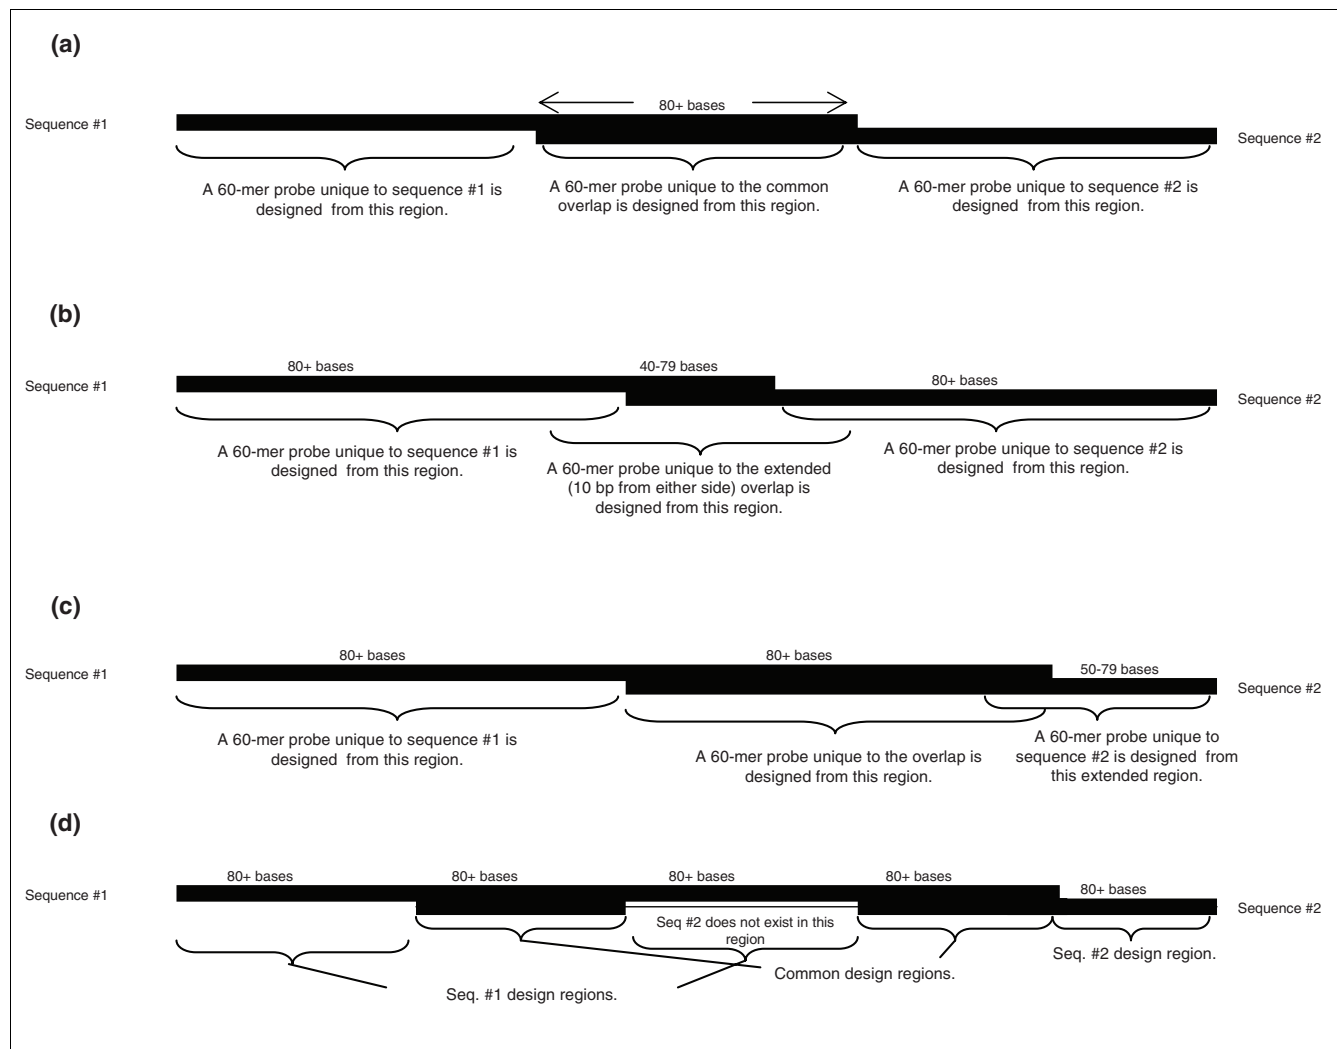 (a)
80+ bases
Sequence #1
Sequence #2
A 60-mer probe unique to sequence #1 is
designed from this region.
A 60-mer probe unique to the common
overlap is designed from this region.
A 60-mer probe unique to sequence #2 is
designed from this region.
(b)
80+ bases
40-79 bases
80+ bases
Sequence #1
Sequence #2
A 60-mer probe unique to sequence #1 is
designed from this region.
A 60-mer probe unique to the extended
(10 bp from either side) overlap is
designed from this region.
A 60-mer probe unique to sequence #2 is
designed from this region.
(c)
80+ bases
80+ bases
50-79 bases
Sequence #1
Sequence #2
A 60-mer probe unique to sequence #1 is
designed from this region.
A 60-mer probe unique to the overlap is
designed from this region.
A 60-mer probe unique to
sequence #2 is designed from
this extended region.
(d)
80+ bases
80+ bases
80+ bases
80+ bases
80+ bases
Sequence #1
Sequence #2
Seq #2 does not exist in this
region
Seq. #2 design region.
Common design regions.
Seq. #1 design regions.